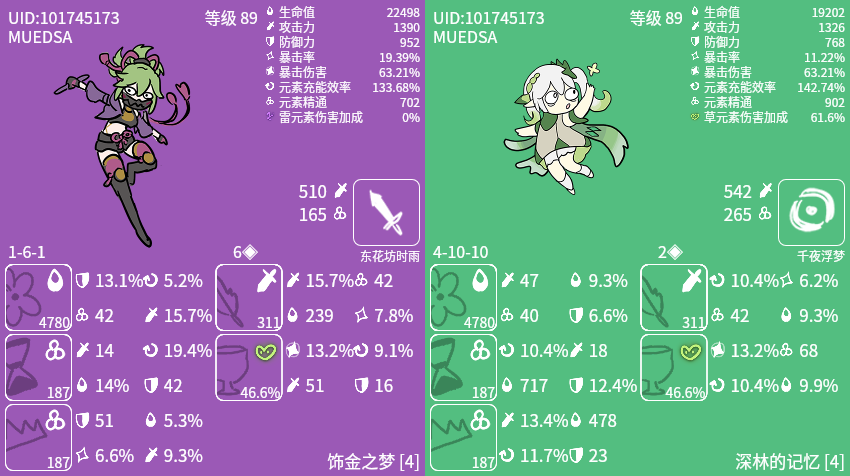 UID:101745173
MUEDSA
等级 89
生命值 22498
攻击力 1390
防御力 952
暴击率 19.39%
暴击伤害 63.21%
元素充能效率 133.68%
元素精通 702
雷元素伤害加成 0%
510
165
东花坊时雨
1-6-1
6
4780
13.1% 5.2%
42 15.7%
311
15.7% 42
239 7.8%
187
14 19.4%
14% 42
46.6%
13.2% 9.1%
51 16
187
51 5.3%
6.6% 9.3%
饰金之梦 [4]
UID:101745173
MUEDSA
等级 89
生命值 19202
攻击力 1326
防御力 768
暴击率 11.22%
暴击伤害 63.21%
元素充能效率 142.74%
元素精通 902
草元素伤害加成 61.6%
542
265
千夜浮梦
4-10-10
2
4780
47 9.3%
40 6.6%
311
10.4% 6.2%
42 9.3%
187
10.4% 18
717 12.4%
46.6%
13.2% 68
10.4% 9.9%
187
13.4% 478
11.7% 23
深林的记忆 [4]